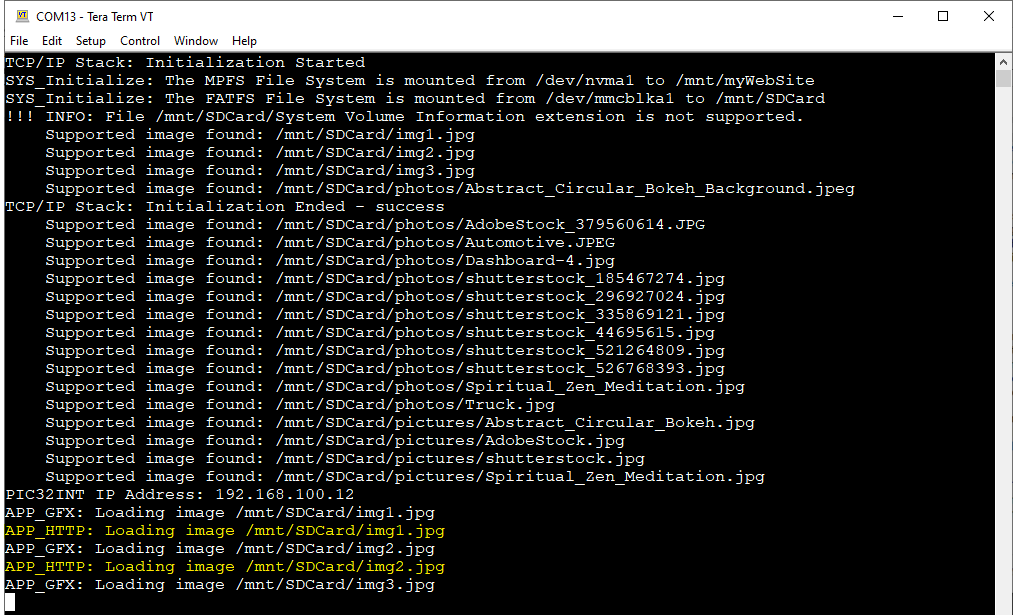 COM13 - Tera Term VT
File Edit Setup Control Window Help
TCP/IP Stack: Initialization Started
SYS_Initialize: The MPFS File System is mounted from /dev/nvma1 to /mnt/myWebSite
SYS_Initialize: The FATFS File System is mounted from /dev/mmcblka1 to /mnt/SDCard
!!! INFO: File /mnt/SDCard/System Volume Information extension is not supported.
Supported image found: /mnt/SDCard/img1.jpg
Supported image found: /mnt/SDCard/img2.jpg
Supported image found: /mnt/SDCard/img3.jpg
Supported image found: /mnt/SDCard/photos/Abstract_Circular_Bokeh_Background.jpeg
TCP/IP Stack: Initialization Ended - success
Supported image found: /mnt/SDCard/photos/AdobeStock_379560614.JPG
Supported image found: /mnt/SDCard/photos/Automotive.JPEG
Supported image found: /mnt/SDCard/photos/Dashboard-4.jpg
Supported image found: /mnt/SDCard/photos/shutterstock_185467274.jpg
Supported image found: /mnt/SDCard/photos/shutterstock_296927024.jpg
Supported image found: /mnt/SDCard/photos/shutterstock_335869121.jpg
Supported image found: /mnt/SDCard/photos/shutterstock_44695615.jpg
Supported image found: /mnt/SDCard/photos/shutterstock_521264809.jpg
Supported image found: /mnt/SDCard/photos/shutterstock_526768393.jpg
Supported image found: /mnt/SDCard/photos/Spiritual_Zen_Meditation.jpg
Supported image found: /mnt/SDCard/photos/Truck.jpg
Supported image found: /mnt/SDCard/pictures/Abstract_Circular_Bokeh.jpg
Supported image found: /mnt/SDCard/pictures/AdobeStock.jpg
Supported image found: /mnt/SDCard/pictures/shutterstock.jpg
Supported image found: /mnt/SDCard/pictures/Spiritual_Zen_Meditation.jpg
PIC32INT IP Address: 192.168.100.12
APP_GFX: Loading image /mnt/SDCard/img1.jpg
APP_HTTP: Loading image /mnt/SDCard/img1.jpg
APP_GFX: Loading image /mnt/SDCard/img2.jpg
APP_HTTP: Loading image /mnt/SDCard/img2.jpg
APP_GFX: Loading image /mnt/SDCard/img3.jpg